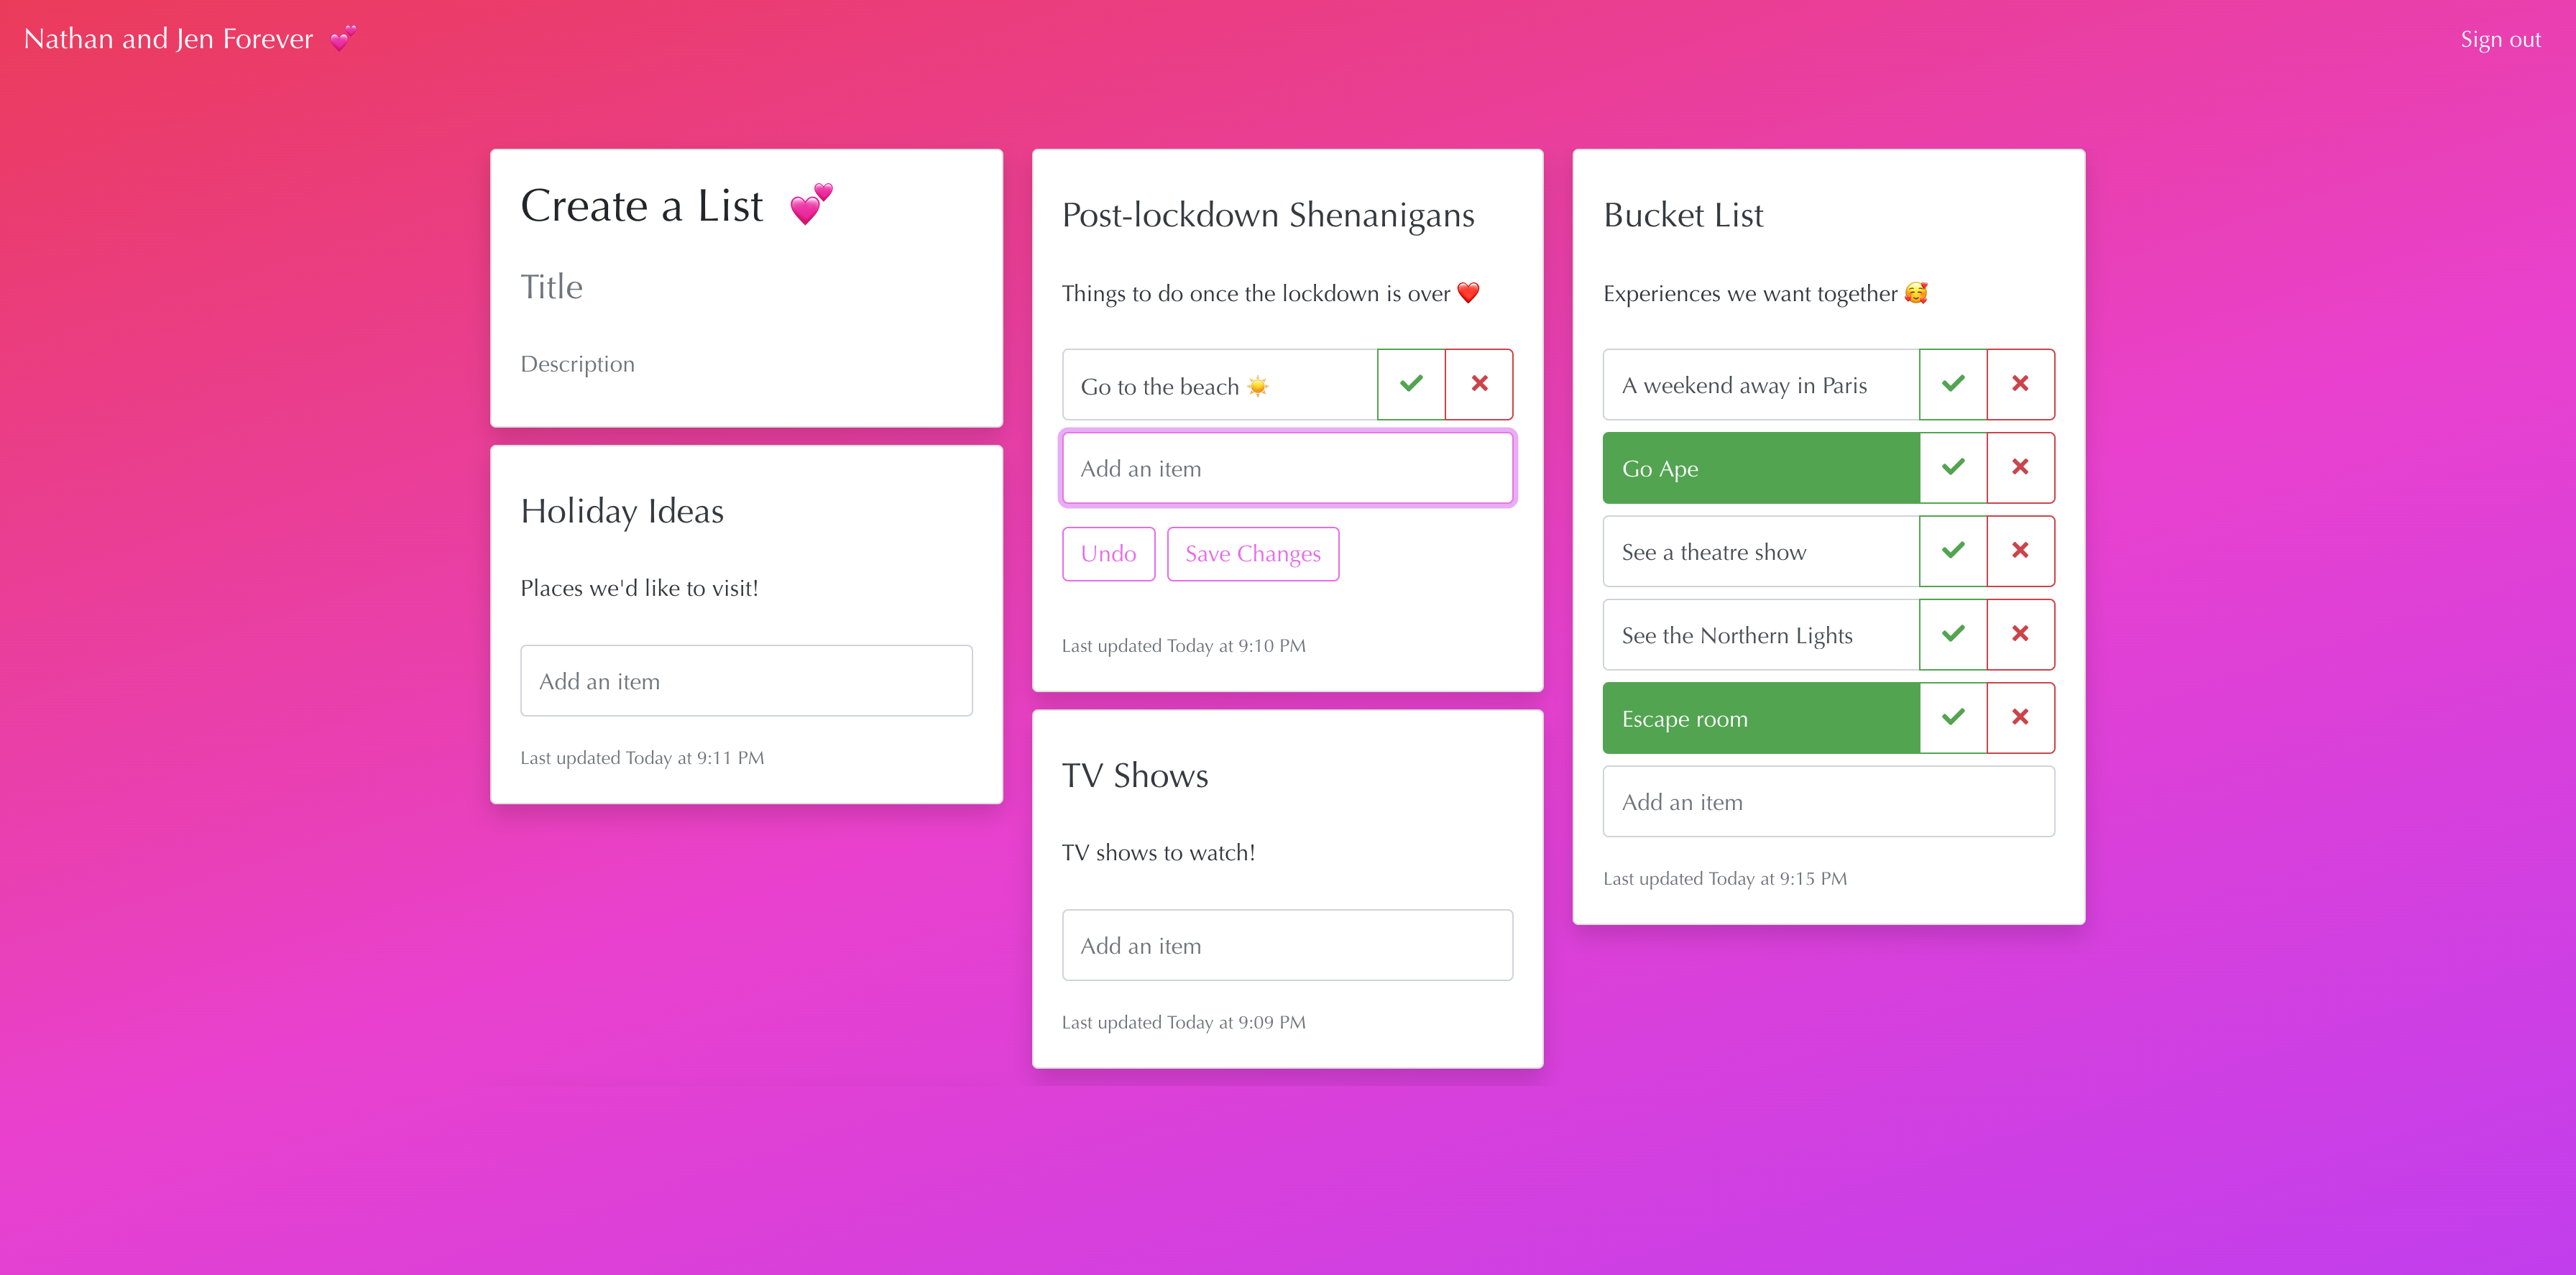 Nathan and Jen Forever 💕
Sign out
Create a List 💕
Title
Description
Holiday Ideas
Places we'd like to visit!
Add an item
Last updated Today at 9:11 PM
Post-lockdown Shenanigans
Things to do once the lockdown is over ❤️
Go to the beach ☀️
Add an item
Undo
Save Changes
Last updated Today at 9:10 PM
TV Shows
TV shows to watch!
Add an item
Last updated Today at 9:09 PM
Bucket List
Experiences we want together 🥰
A weekend away in Paris
Go Ape
See a theatre show
See the Northern Lights
Escape room
Add an item
Last updated Today at 9:15 PM